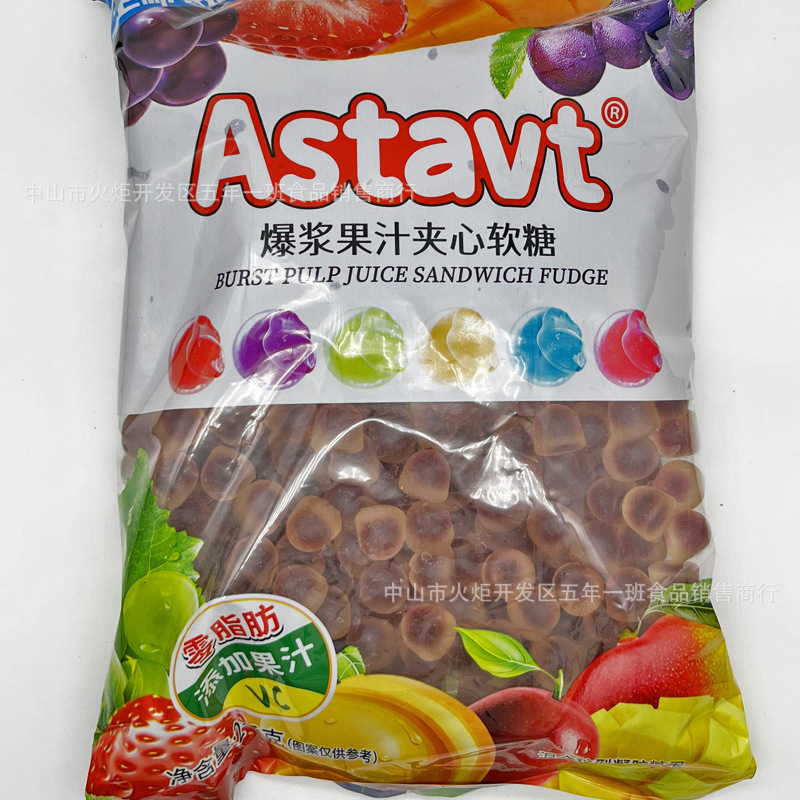 Astavt®
中山市火炬开发区五年一班食品销售商行
爆浆果汁夹心软糖
BURST PULP JUICE SANDWICH FUDGE
中山市火炬开发区五年一班食品销售商行
零脂肪
添加果汁
VC
净含量
克(图案仅供参考)